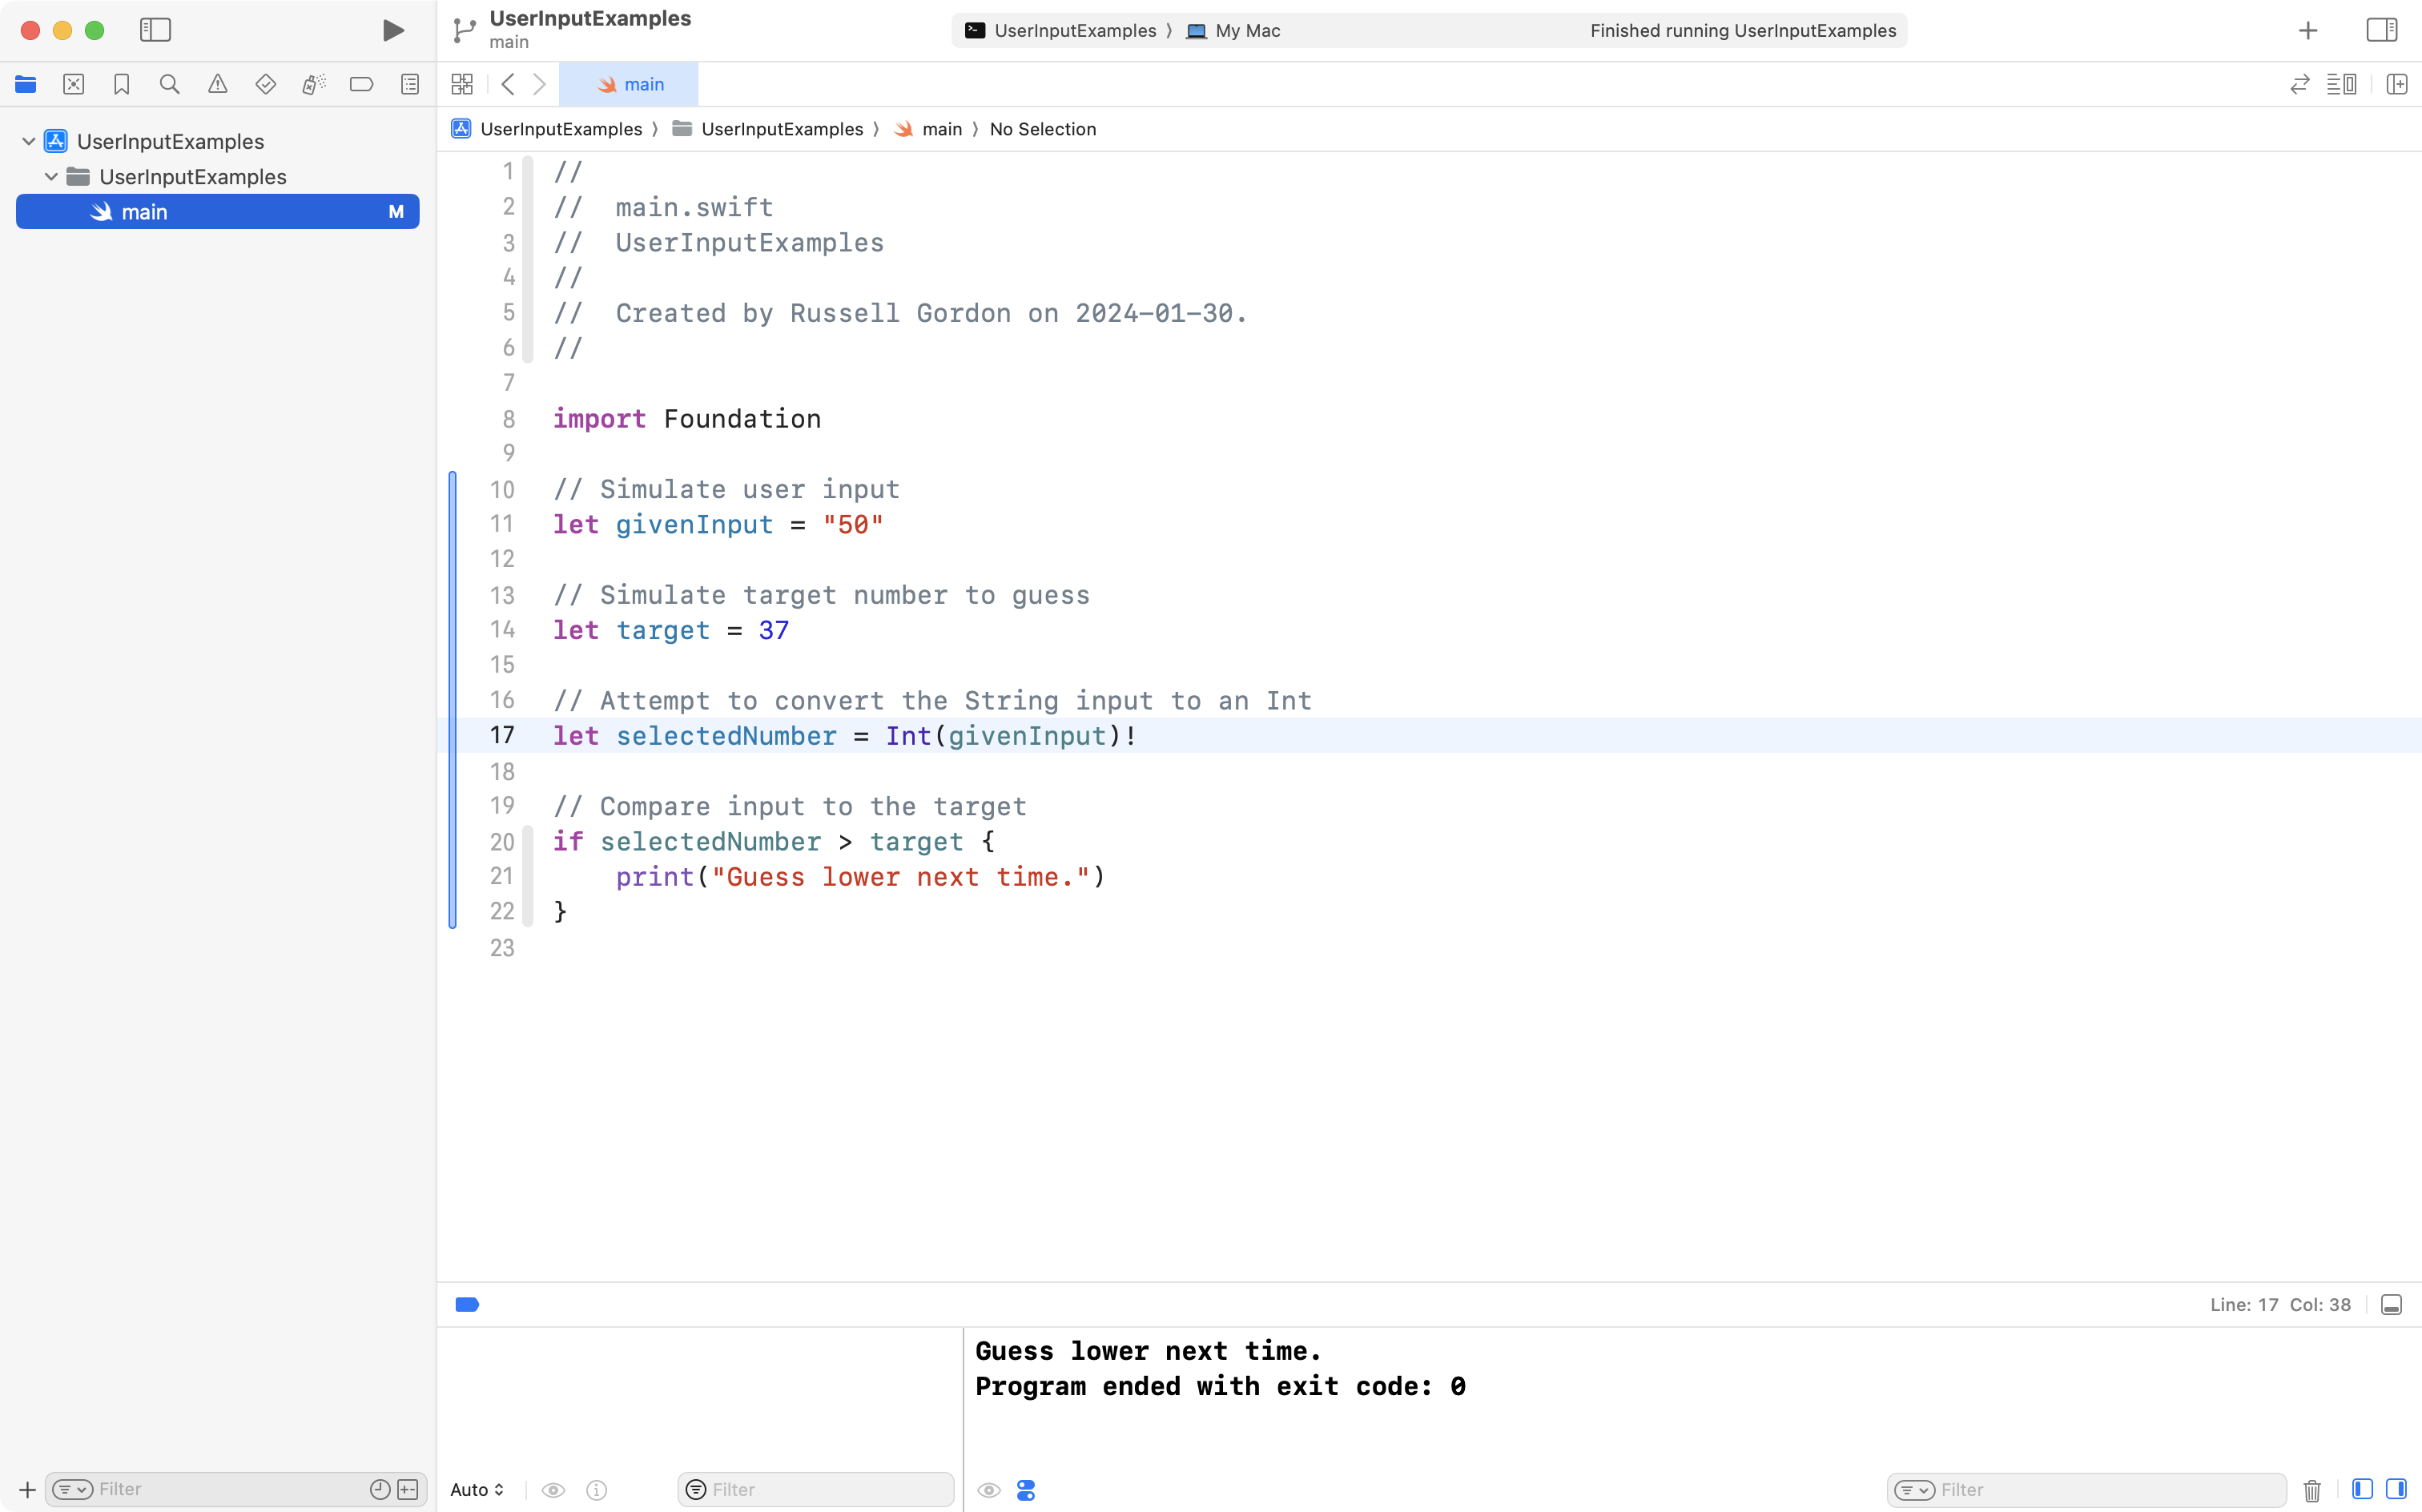 UserInputExamples
main
UserInputExamples ⟩ My Mac
Finished running UserInputExamples
main
UserInputExamples ⟩ UserInputExamples ⟩ main ⟩ No Selection
UserInputExamples
UserInputExamples
main M
1 //
2 //  main.swift
3 //  UserInputExamples
4 //
5 //  Created by Russell Gordon on 2024-01-30.
6 //
7
8 import Foundation
9
10 // Simulate user input
11 let givenInput = "50"
12
13 // Simulate target number to guess
14 let target = 37
15
16 // Attempt to convert the String input to an Int
17 let selectedNumber = Int(givenInput)!
18
19 // Compare input to the target
20 if selectedNumber > target {
21     print("Guess lower next time.")
22 }
23
Line: 17 Col: 38
Guess lower next time.
Program ended with exit code: 0
Filter
Auto
Filter
Filter